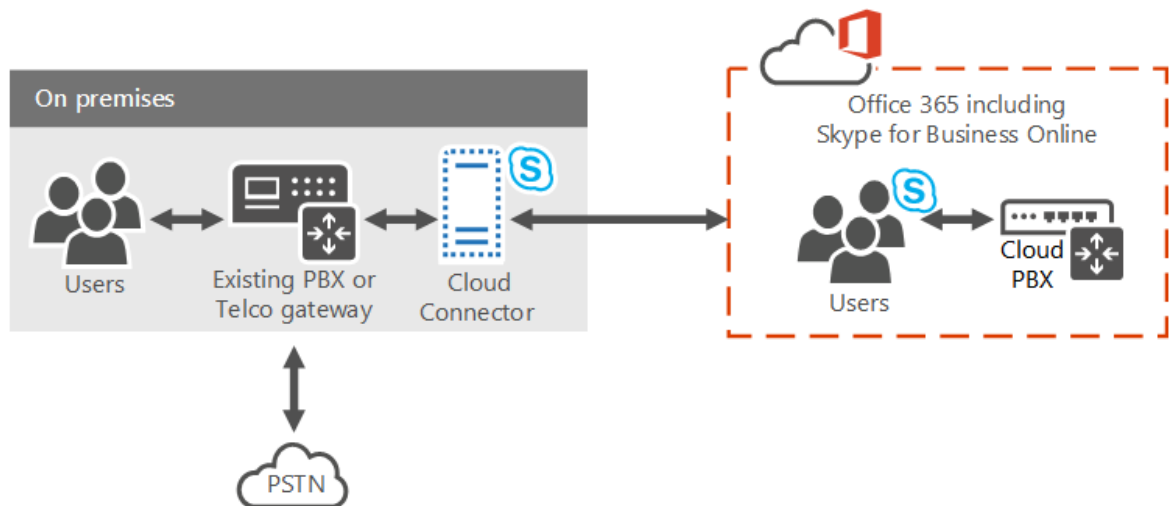 On premises
Users
Existing PBX or
Telco gateway
Cloud
Connector
PSTN
Office 365 including
Skype for Business Online
S
S
Users
Cloud
PBX